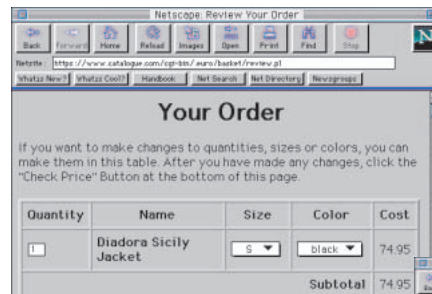 Netscape: Review Your Order
Back Forward Home Reload Images Open Print Find Stop
N
Netsite: https://www.catalogue.com/cgi-bin/.euro/basket/review.pl
What's New? What's Cool? Handbook Net Search Net Directory Newsgroups
Your Order
If you want to make changes to quantities, sizes or colors, you can
make them in this table. After you have made any changes, click the
"Check Price" Button at the bottom of this page.
Quantity Name Size Color Cost
1 Diadora Sicily
Jacket S black 74.95
Subtotal 74.95